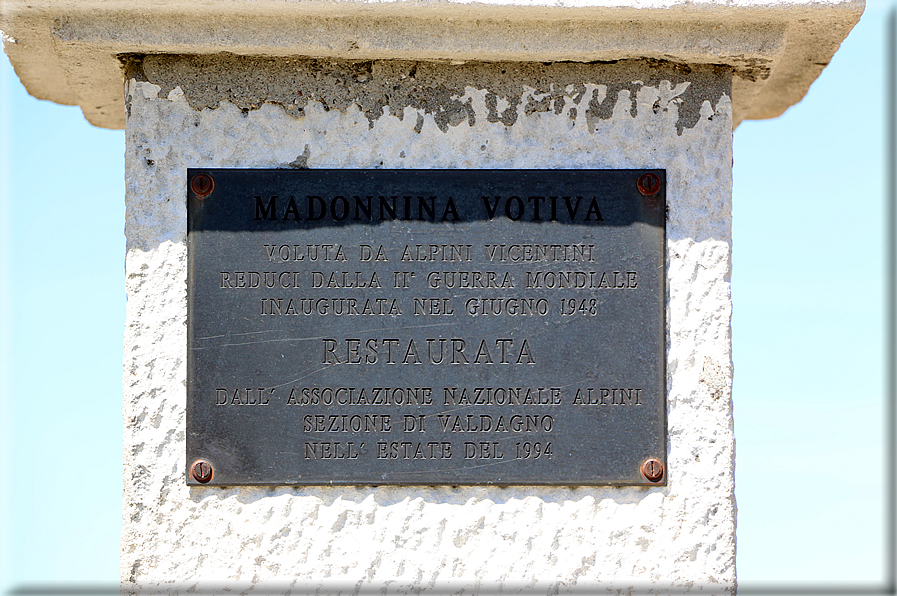 MADONNINA VOTIVA
VOLUTA DA ALPINI VICENTINI
REDUCI DALLA II° GUERRA MONDIALE
INAUGURATA NEL GIUGNO 1948
RESTAURATA
DALL' ASSOCIAZIONE NAZIONALE ALPINI
SEZIONE DI VALDAGNO
NELL' ESTATE DEL 1994